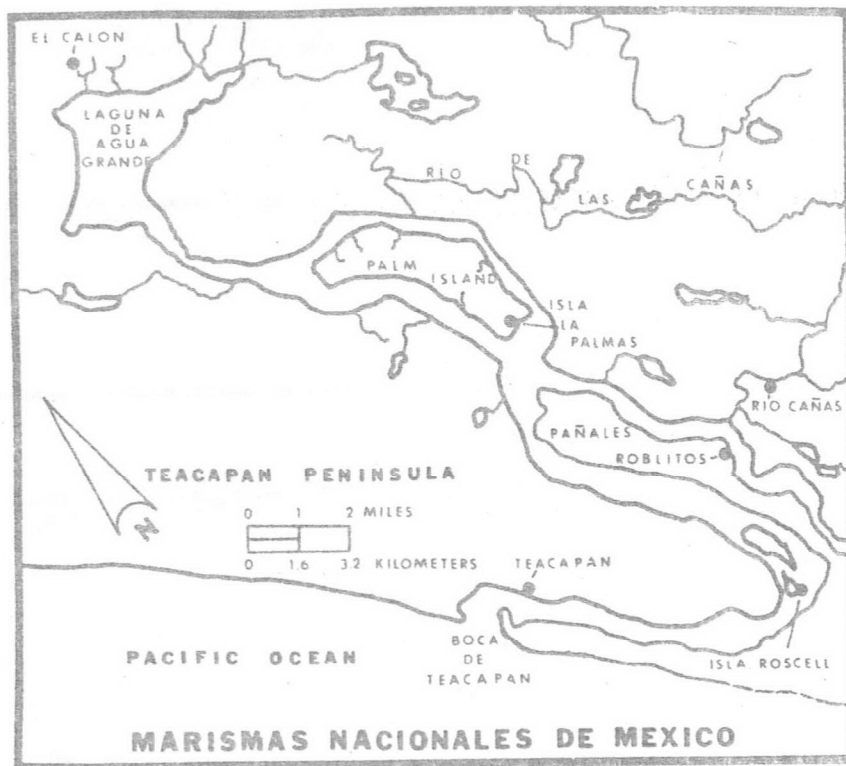 EL CALON
LAGUNA
DE
AGUA
GRANDE
RIO DE
LAS CAÑAS
PALM
ISLAND
ISLA
LA
PALMAS
RIO CAÑAS
PAÑALES
ROBLITOS
TEACAPAN PENINSULA
N
0 1 2 MILES
0 1.6 3.2 KILOMETERS
TEACAPAN
BOCA
DE
TEACAPAN
ISLA ROSCELL
PACIFIC OCEAN
MARISMAS NACIONALES DE MEXICO